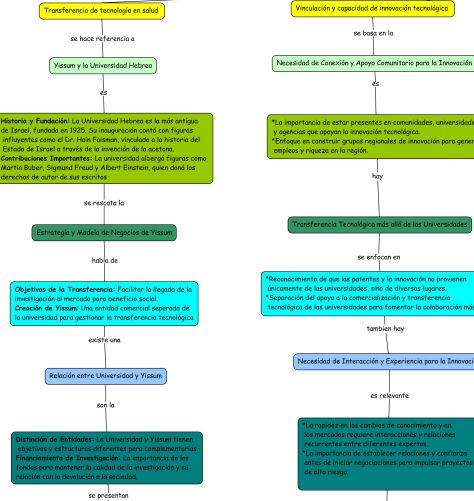 Transferencia de tecnología en salud
se hace referencia a
Yissum y la Universidad Hebrea
es
Historia y Fundación: La Universidad Hebrea es la más antigua
de Israel, fundada en 1925. Su inauguración contó con figuras
influyentes como el Dr. Hain Faisman, vinculado a la historia del
Estado de Israel a través de la invención de la acetona.
Contribuciones Importantes: La universidad albergó figuras como
Martin Buber, Sigmund Freud y Albert Einstein, quien donó los
derechos de autor de sus escritos
se rescata la
Estrategia y Modelo de Negocios de Yissum
habla de
Objetivos de la Transferencia: Facilitar la llegada de la
investigación al mercado para beneficio social.
Creación de Yissum: Una entidad comercial separada de
la universidad para gestionar la transferencia tecnológica
existe una
Relación entre Universidad y Yissum
son la
Distinción de Entidades: La Universidad y Yissum tienen
objetivos y estructuras diferentes pero complementarias.
Financiamiento de Investigación: La importancia de los
fondos para mantener la calidad de la investigación y su
relación con la devolución a la sociedad.
se presentan
Vinculación y capacidad de innovación tecnológica
se basa en la
Necesidad de Conexión y Apoyo Comunitario para la Innovación
es
*La importancia de estar presentes en comunidades, universidade
y agencias que apoyan la innovación tecnológica.
*Enfoque en construir grupos regionales de innovación para gener
empleos y riqueza en la región.
hay
Transferencia Tecnológica más allá de las Universidades
se enfocan en
*Reconocimiento de que las patentes y la innovación no provienen
únicamente de las universidades, sino de diversos lugares.
*Separación del apoyo a la comercialización y transferencia
tecnológica de las universidades para fomentar la colaboración más
tambien hay
Necesidad de Interacción y Experiencia para la Innovaci
es relevante
*La rapidez en los cambios de conocimiento y en
los mercados requiere interacciones y relaciones
recurrentes entre diferentes expertos.
*La importancia de establecer relaciones y confianza
antes de iniciar negociaciones para impulsar proyectos
de alto riesgo.